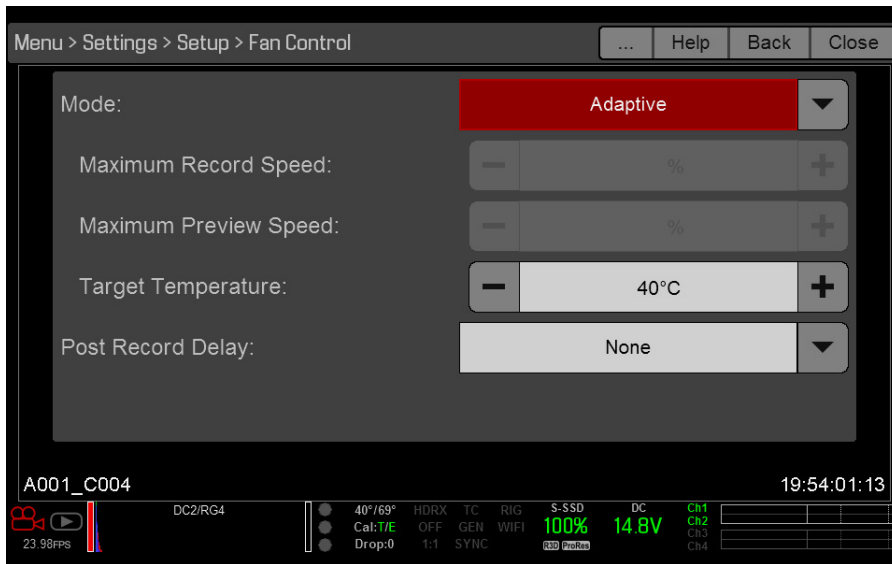 Menu > Settings > Setup > Fan Control ... Help Back Close
Mode: Adaptive
Maximum Record Speed: %
Maximum Preview Speed: %
Target Temperature: 40°C
Post Record Delay: None
A001_C004 19:54:01:13
DC2/RG4 40°/69° HDRX TC RIG S-SSD DC Ch1
Cal:T/E OFF GEN WIFI 100% 14.8V Ch2
23.98FPS Drop:0 1:1 SYNC R3D ProRes Ch3
Ch4